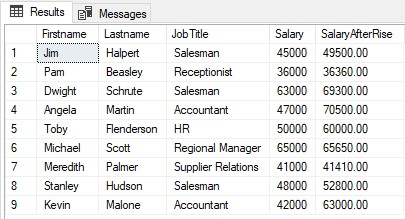 Results Messages
Firstname Lastname JobTitle Salary SalaryAfterRise
1 Jim Halpert Salesman 45000 49500.00
2 Pam Beasley Receptionist 36000 36360.00
3 Dwight Schrute Salesman 63000 69300.00
4 Angela Martin Accountant 47000 70500.00
5 Toby Flenderson HR 50000 60000.00
6 Michael Scott Regional Manager 65000 65650.00
7 Meredith Palmer Supplier Relations 41000 41410.00
8 Stanley Hudson Salesman 48000 52800.00
9 Kevin Malone Accountant 42000 63000.00